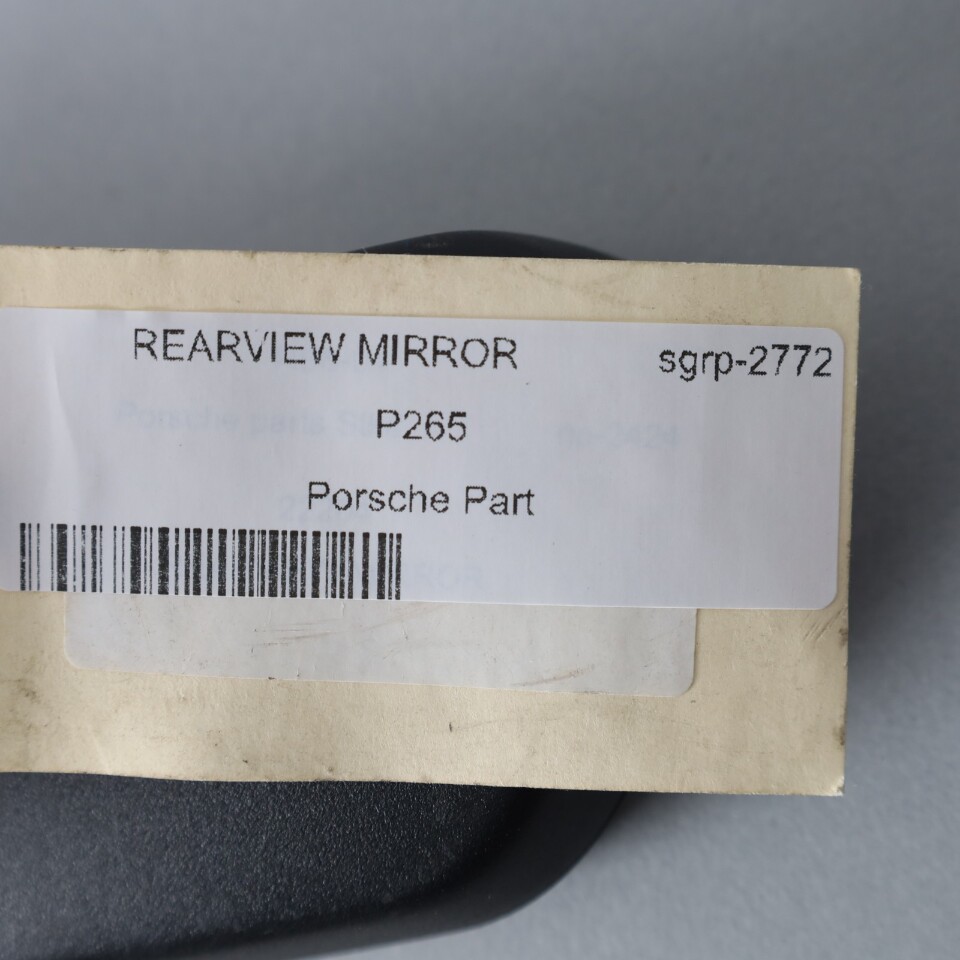 REARVIEW MIRROR sgrp-2772
P265
Porsche Part